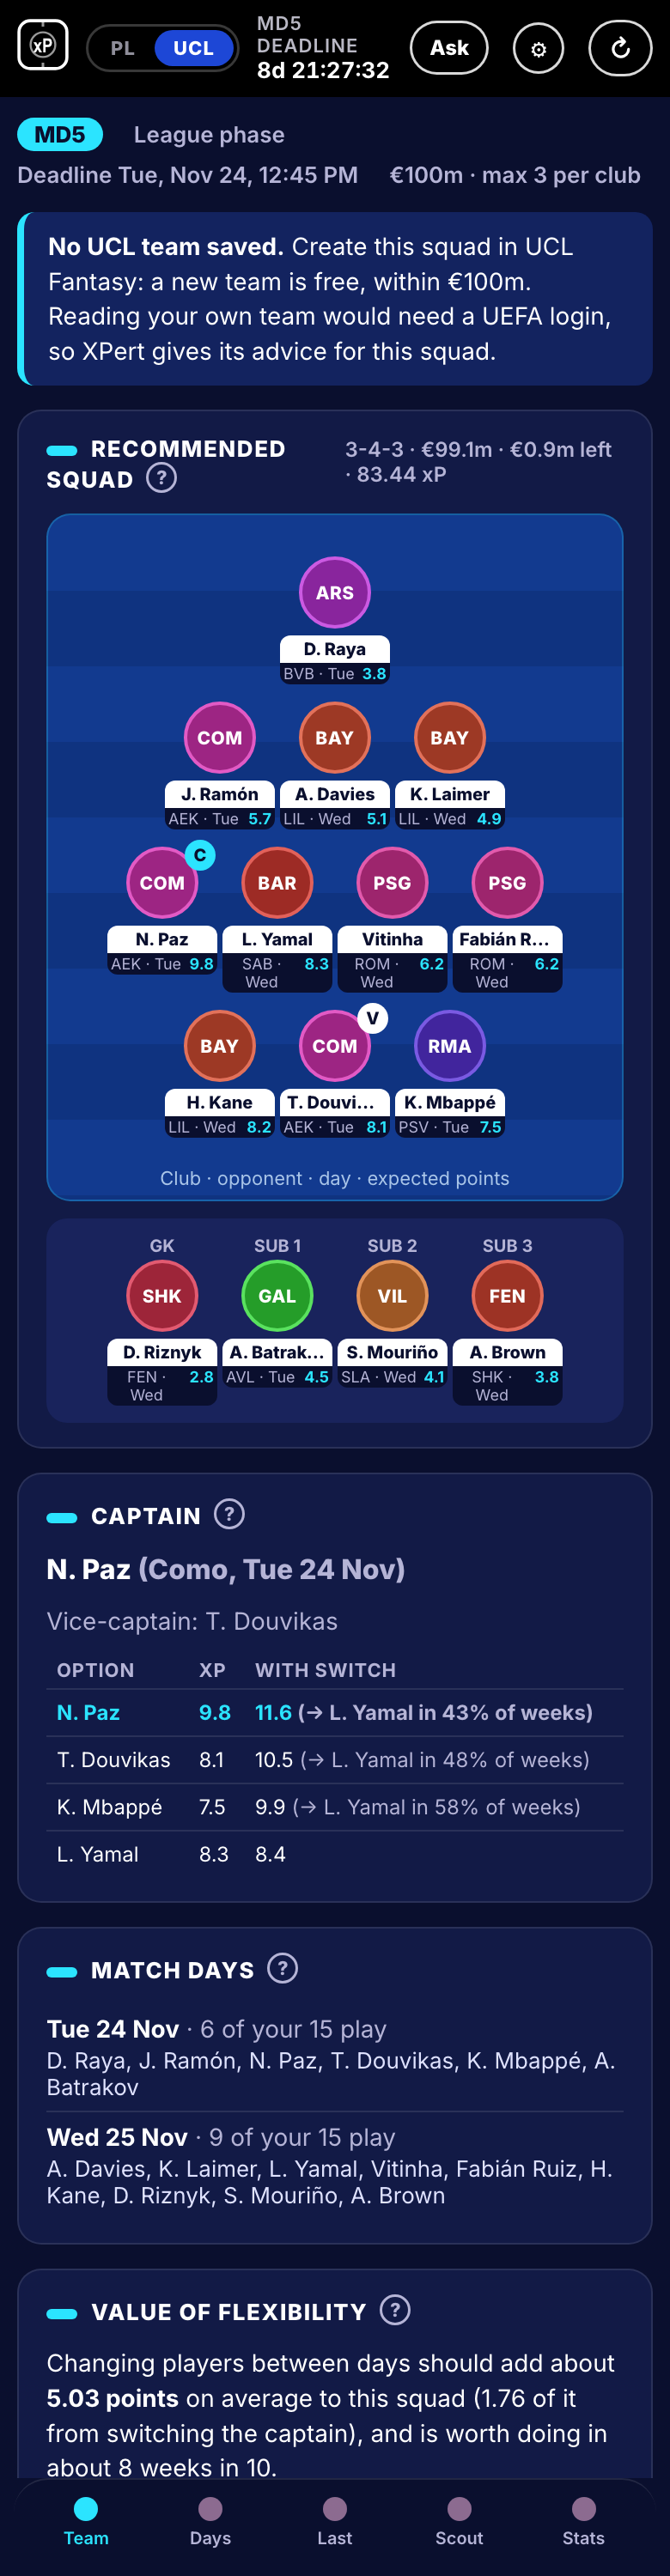 xP
PL
UCL
MD5
DEADLINE
8d 21:27:32
Ask
MD5
League phase
Deadline Tue, Nov 24, 12:45 PM
€100m · max 3 per club
No UCL team saved. Create this squad in UCL
Fantasy: a new team is free, within €100m.
Reading your own team would need a UEFA login,
so XPert gives its advice for this squad.
RECOMMENDED
SQUAD ?
3-4-3 · €99.1m · €0.9m left
· 83.44 xP
ARS
D. Raya
BVB · Tue 3.8
COM
BAY
BAY
J. Ramón
A. Davies
K. Laimer
AEK · Tue 5.7
LIL · Wed 5.1
LIL · Wed 4.9
C
COM
BAR
PSG
PSG
N. Paz
L. Yamal
Vitinha
Fabián R...
AEK · Tue 9.8
SAB · Wed 8.3
ROM · Wed 6.2
ROM · Wed 6.2
V
BAY
COM
RMA
H. Kane
T. Douvi...
K. Mbappé
LIL · Wed 8.2
AEK · Tue 8.1
PSV · Tue 7.5
Club · opponent · day · expected points
GK
SUB 1
SUB 2
SUB 3
SHK
GAL
VIL
FEN
D. Riznyk
A. Batrak...
S. Mouriño
A. Brown
FEN · Wed 2.8
AVL · Tue 4.5
SLA · Wed 4.1
SHK · Wed 3.8
CAPTAIN ?
N. Paz (Como, Tue 24 Nov)
Vice-captain: T. Douvikas
OPTION XP WITH SWITCH
N. Paz 9.8 11.6 (→ L. Yamal in 43% of weeks)
T. Douvikas 8.1 10.5 (→ L. Yamal in 48% of weeks)
K. Mbappé 7.5 9.9 (→ L. Yamal in 58% of weeks)
L. Yamal 8.3 8.4
MATCH DAYS ?
Tue 24 Nov · 6 of your 15 play
D. Raya, J. Ramón, N. Paz, T. Douvikas, K. Mbappé, A.
Batrakov
Wed 25 Nov · 9 of your 15 play
A. Davies, K. Laimer, L. Yamal, Vitinha, Fabián Ruiz, H.
Kane, D. Riznyk, S. Mouriño, A. Brown
VALUE OF FLEXIBILITY ?
Changing players between days should add about
5.03 points on average to this squad (1.76 of it
from switching the captain), and is worth doing in
about 8 weeks in 10.
Team
Days
Last
Scout
Stats